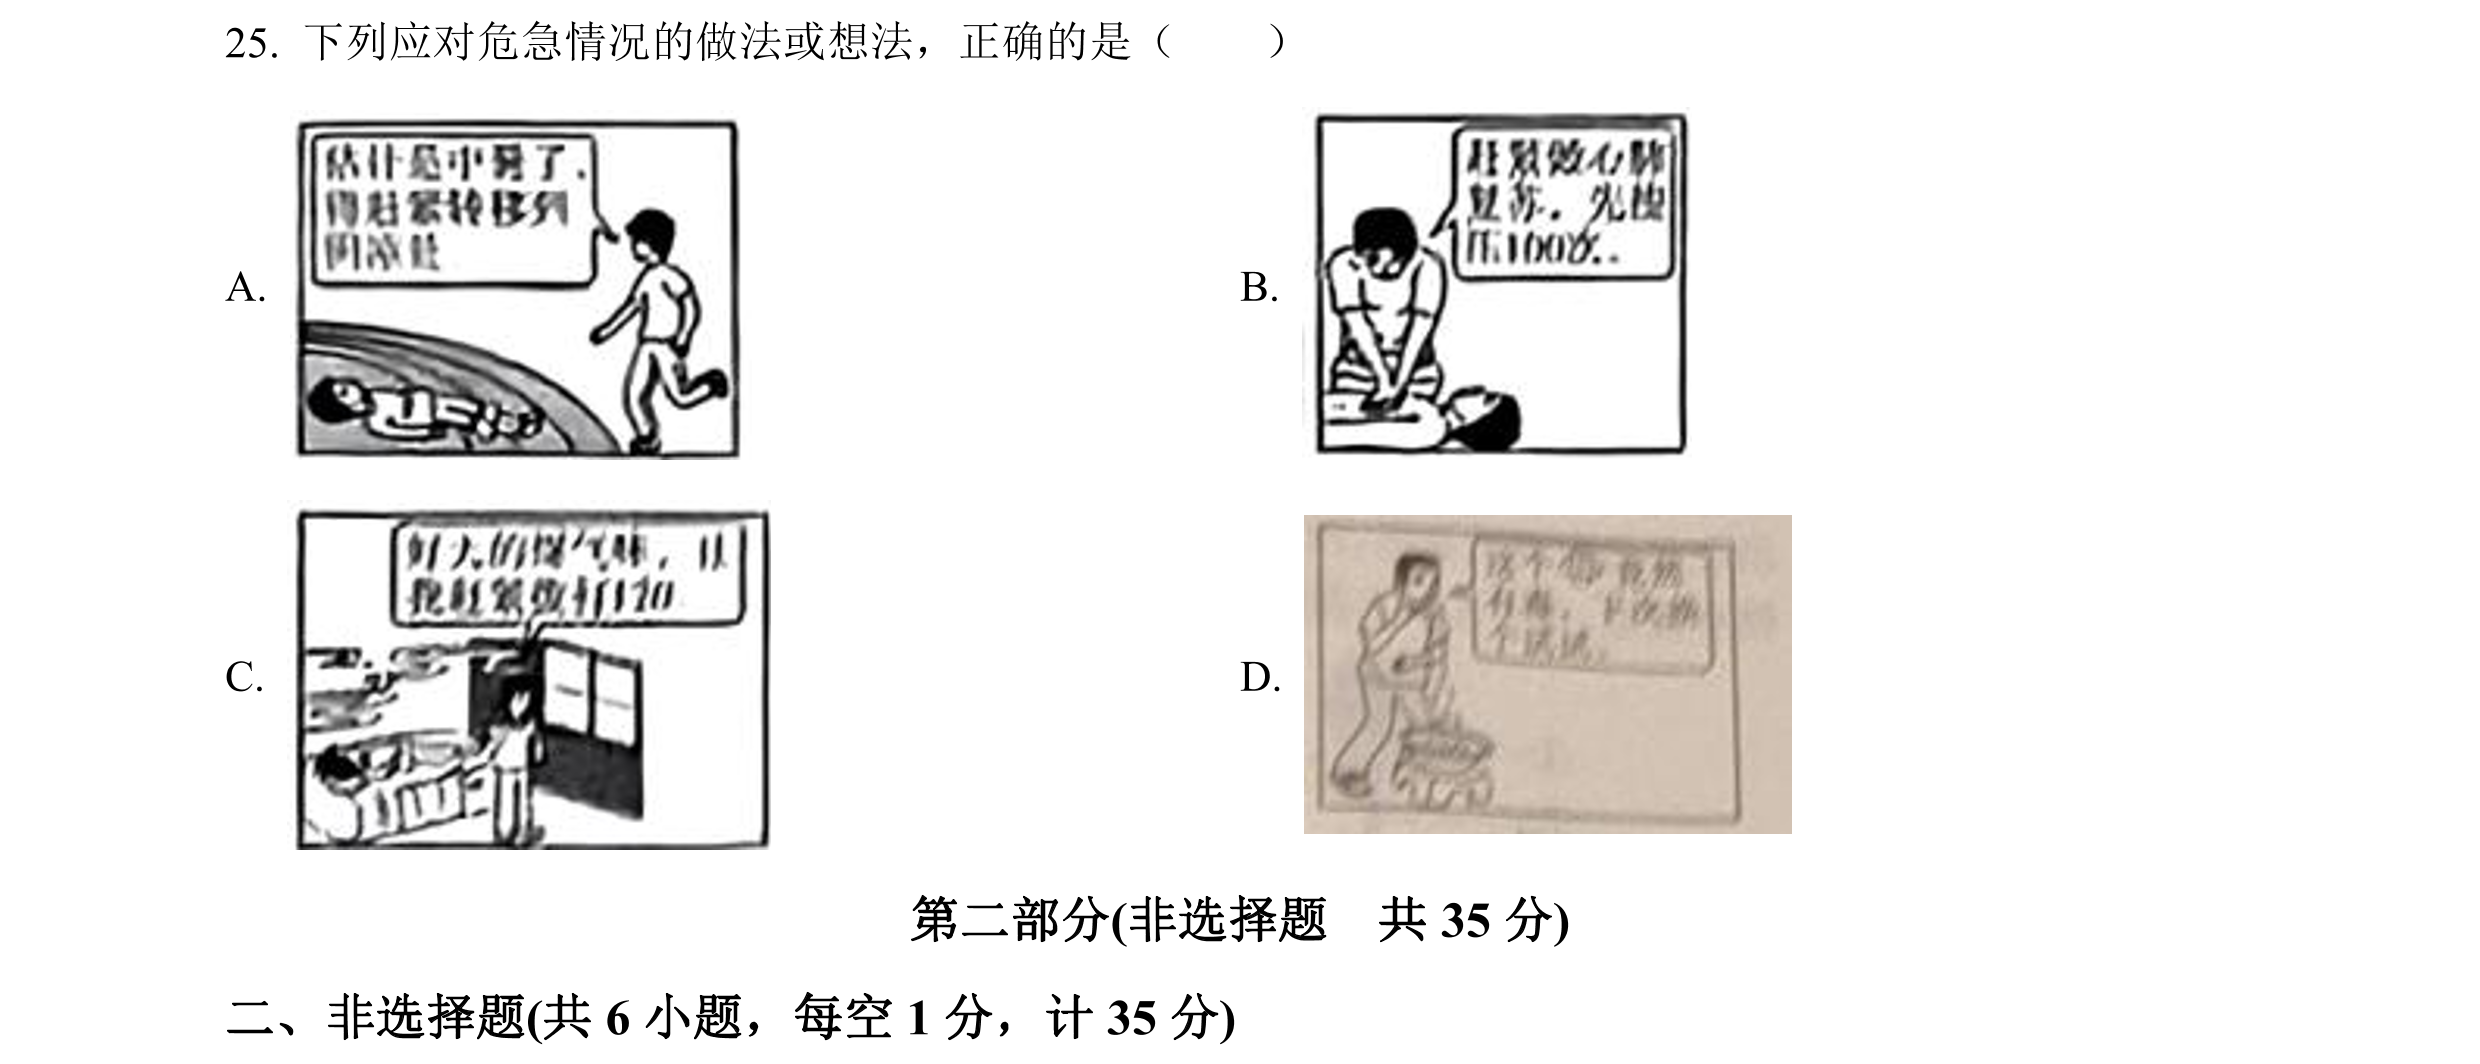 25. 下列应对危急情况的做法或想法，正确的是（　　）
A.
估计是中暑了，
得赶紧转移到
阴凉处
B.
赶紧做心肺
复苏，先按
压100次..
C.
好大的煤气味，让
我赶紧拨打120
D.
这个
有毒，下次换
个试试
第二部分(非选择题　共 35 分)
二、非选择题(共 6 小题，每空 1 分，计 35 分)